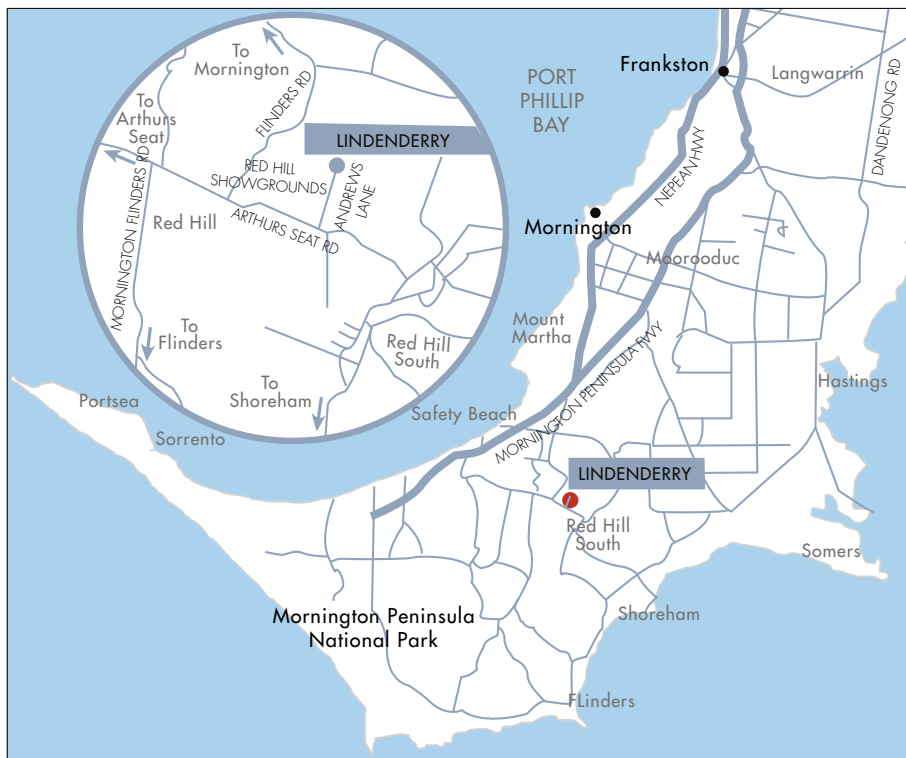 To
Mornington
To
Arthurs
Seat
FLINDERS RD
LINDENDERRY
RED HILL
SHOWGROUNDS
ANDREWS
LANE
MORNINGTON FLINDERS RD
Red Hill
ARTHURS SEAT RD
To
Flinders
Red Hill
South
To
Shoreham
PORT
PHILLIP
BAY
Frankston
Langwarrin
DANDENONG RD
NEPEAN HWY
Mornington
Moorooduc
Mount
Martha
MORNINGTON PENINSULA FWY
Hastings
Portsea
Sorrento
Safety Beach
LINDENDERRY
Red Hill
South
Somers
Shoreham
Mornington Peninsula
National Park
FLinders